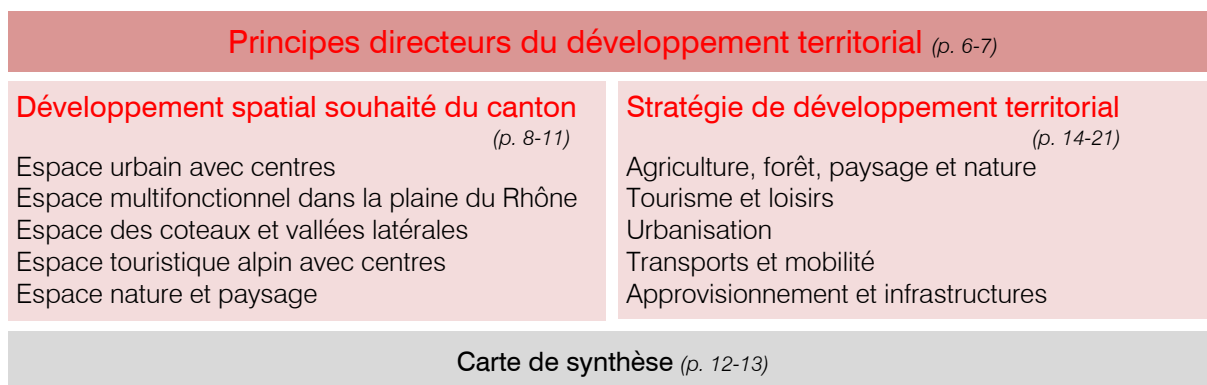 Principes directeurs du développement territorial (p. 6-7)
Développement spatial souhaité du canton
(p. 8-11)
Espace urbain avec centres
Espace multifonctionnel dans la plaine du Rhône
Espace des coteaux et vallées latérales
Espace touristique alpin avec centres
Espace nature et paysage
Stratégie de développement territorial
(p. 14-21)
Agriculture, forêt, paysage et nature
Tourisme et loisirs
Urbanisation
Transports et mobilité
Approvisionnement et infrastructures
Carte de synthèse (p. 12-13)